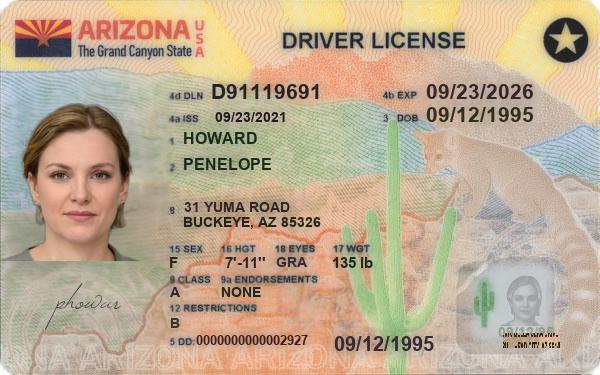 ARIZONA USA
The Grand Canyon State
DRIVER LICENSE
4d DLN D91119691
4b EXP 09/23/2026
4a ISS 09/23/2021
3 DOB 09/12/1995
1 HOWARD
2 PENELOPE
8 31 YUMA ROAD
BUCKEYE, AZ 85326
15 SEX 16 HGT 18 EYES 17 WGT
F 7'-11" GRA 135 lb
9 CLASS 9a ENDORSEMENTS
A NONE
12 RESTRICTIONS
B
5 DD: 0000000000002927
09/12/1995
phowar
09/12/95
ARIZONA ARIZONA ARIZONA